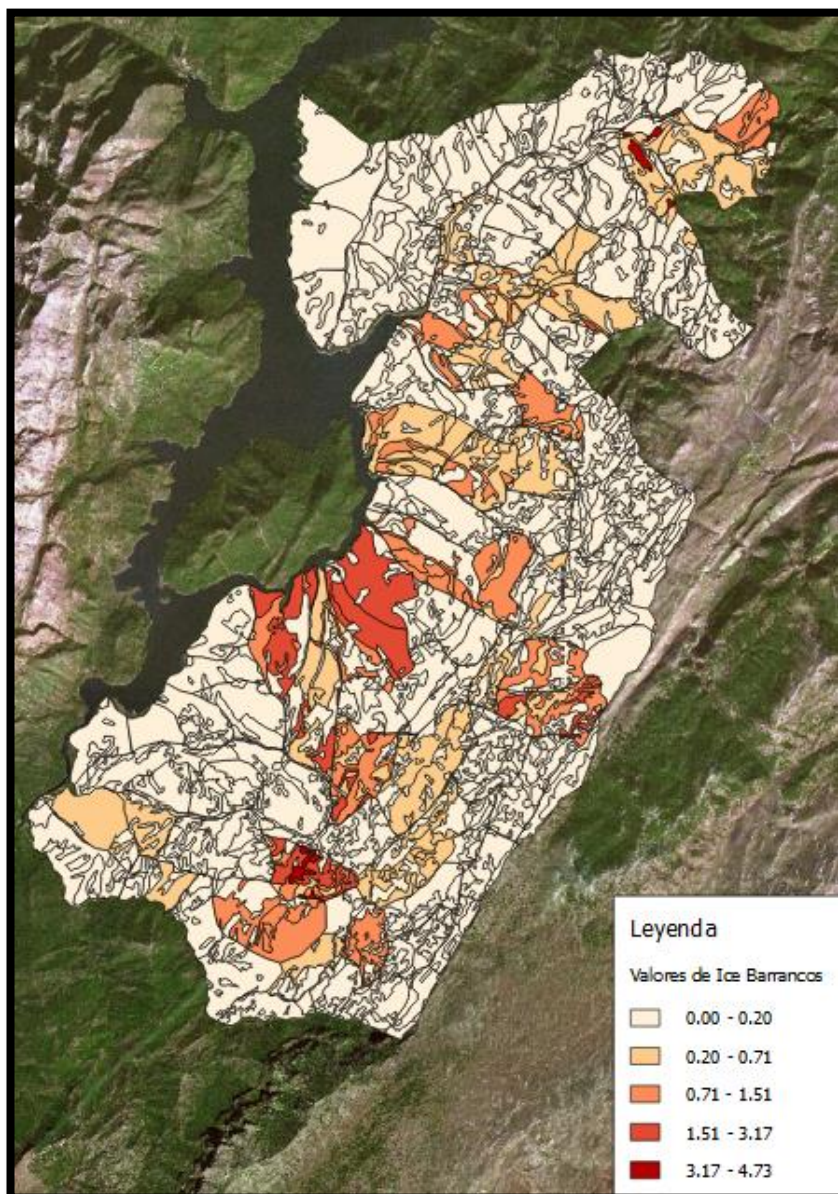 Leyenda
Valores de Ice Barrancos
0.00 - 0.20
0.20 - 0.71
0.71 - 1.51
1.51 - 3.17
3.17 - 4.73